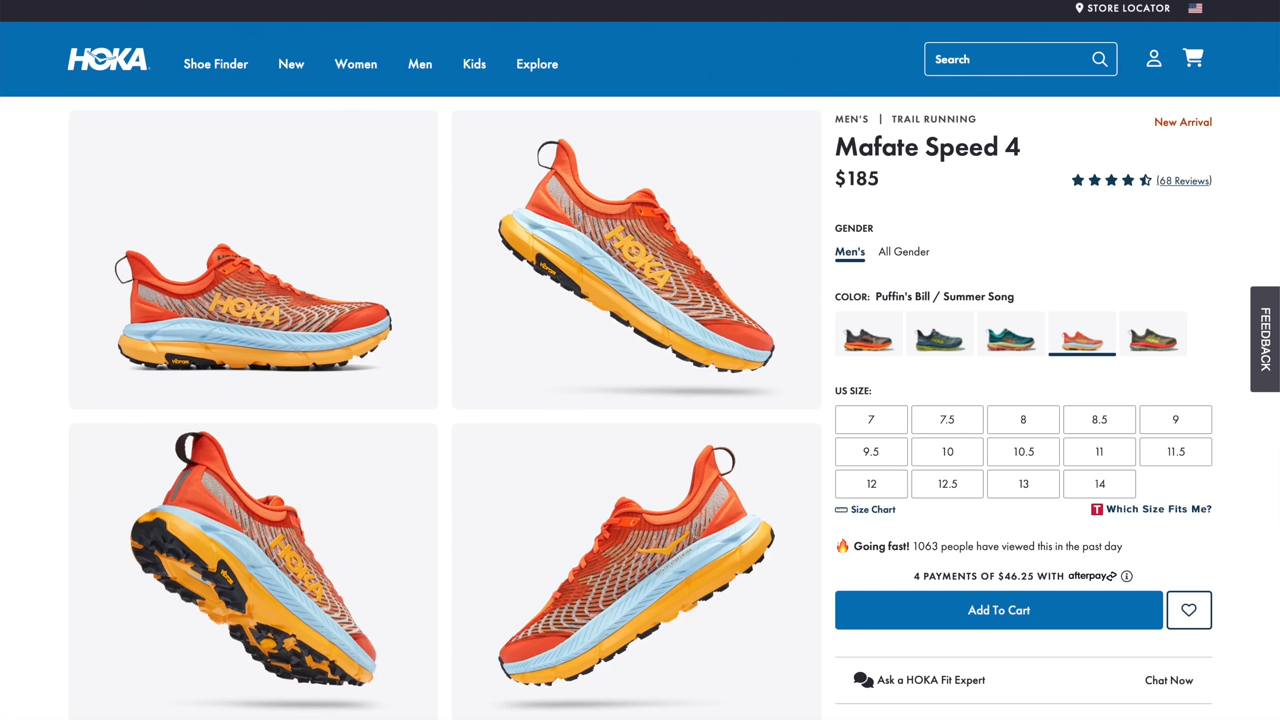 STORE LOCATOR
HOKA
Shoe Finder
New
Women
Men
Kids
Explore
Search
MEN'S | TRAIL RUNNING
New Arrival
Mafate Speed 4
$185
(68 Reviews)
GENDER
Men's
All Gender
COLOR: Puffin's Bill / Summer Song
US SIZE:
7 7.5 8 8.5 9
9.5 10 10.5 11 11.5
12 12.5 13 14
Size Chart
T Which Size Fits Me?
Going fast! 1063 people have viewed this in the past day
4 PAYMENTS OF $46.25 WITH afterpay
Add To Cart
Ask a HOKA Fit Expert
Chat Now
FEEDBACK
HOKA
vibram
HOKA
vibram
HOKA